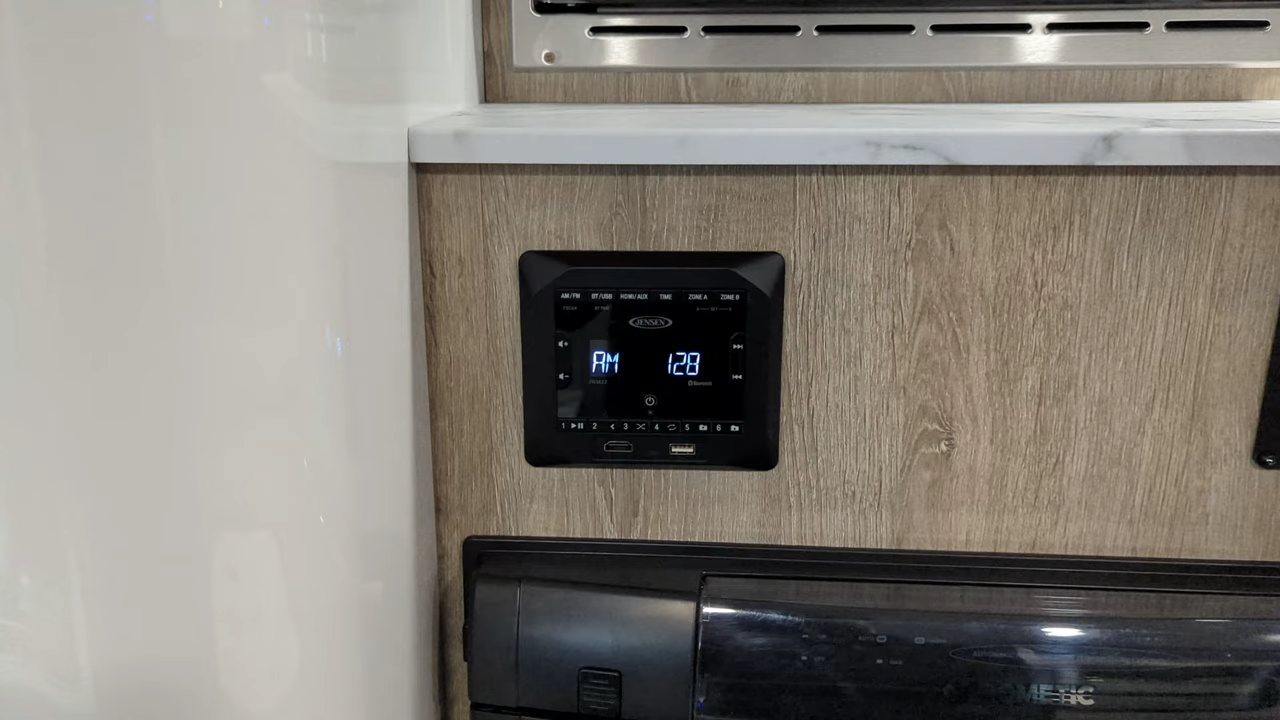 AM/FM BT/USB HDMI/AUX TIME ZONE A ZONE B
JENSEN
AM 128
Bluetooth
1 2 3 4 5 6
DOMETIC